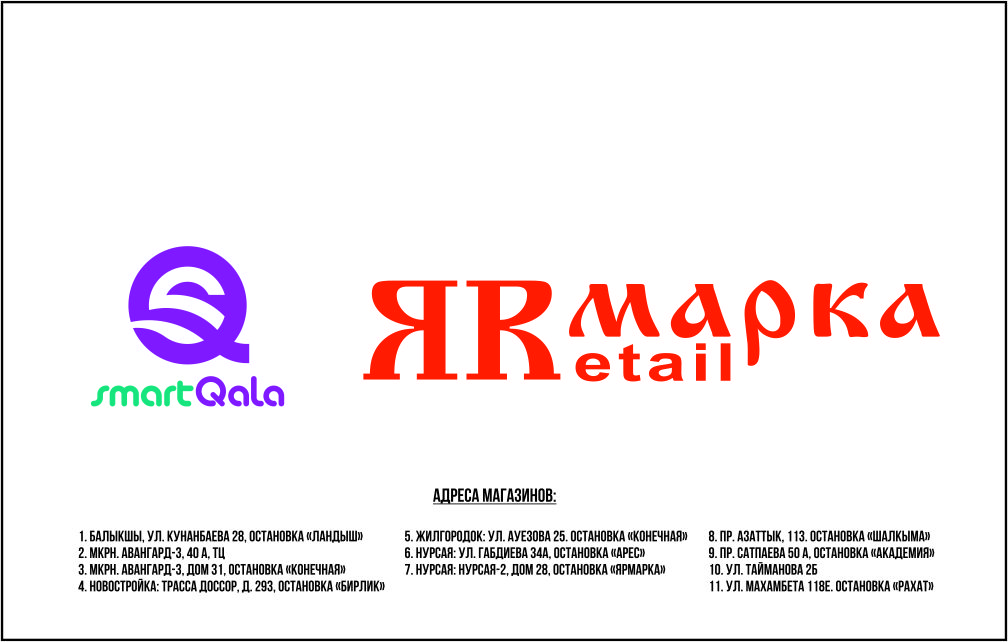 smartQala
ЯRмарка
etail
АДРЕСА МАГАЗИНОВ:
1. БАЛЫКШЫ, УЛ. КУНАНБАЕВА 28, ОСТАНОВКА «ЛАНДЫШ»
2. МКРН. АВАНГАРД-3, 40 А, ТЦ
3. МКРН. АВАНГАРД-3, ДОМ 31, ОСТАНОВКА «КОНЕЧНАЯ»
4. НОВОСТРОЙКА: ТРАССА ДОССОР, Д. 293, ОСТАНОВКА «БИРЛИК»
5. ЖИЛГОРОДОК: УЛ. АУЕЗОВА 25. ОСТАНОВКА «КОНЕЧНАЯ»
6. НУРСАЯ: УЛ. ГАБДИЕВА 34А, ОСТАНОВКА «АРЕС»
7. НУРСАЯ: НУРСАЯ-2, ДОМ 28, ОСТАНОВКА «ЯРМАРКА»
8. ПР. АЗАТТЫК, 113. ОСТАНОВКА «ШАЛКЫМА»
9. ПР. САТПАЕВА 50 А, ОСТАНОВКА «АКАДЕМИЯ»
10. УЛ. ТАЙМАНОВА 2Б
11. УЛ. МАХАМБЕТА 118Е. ОСТАНОВКА «РАХАТ»